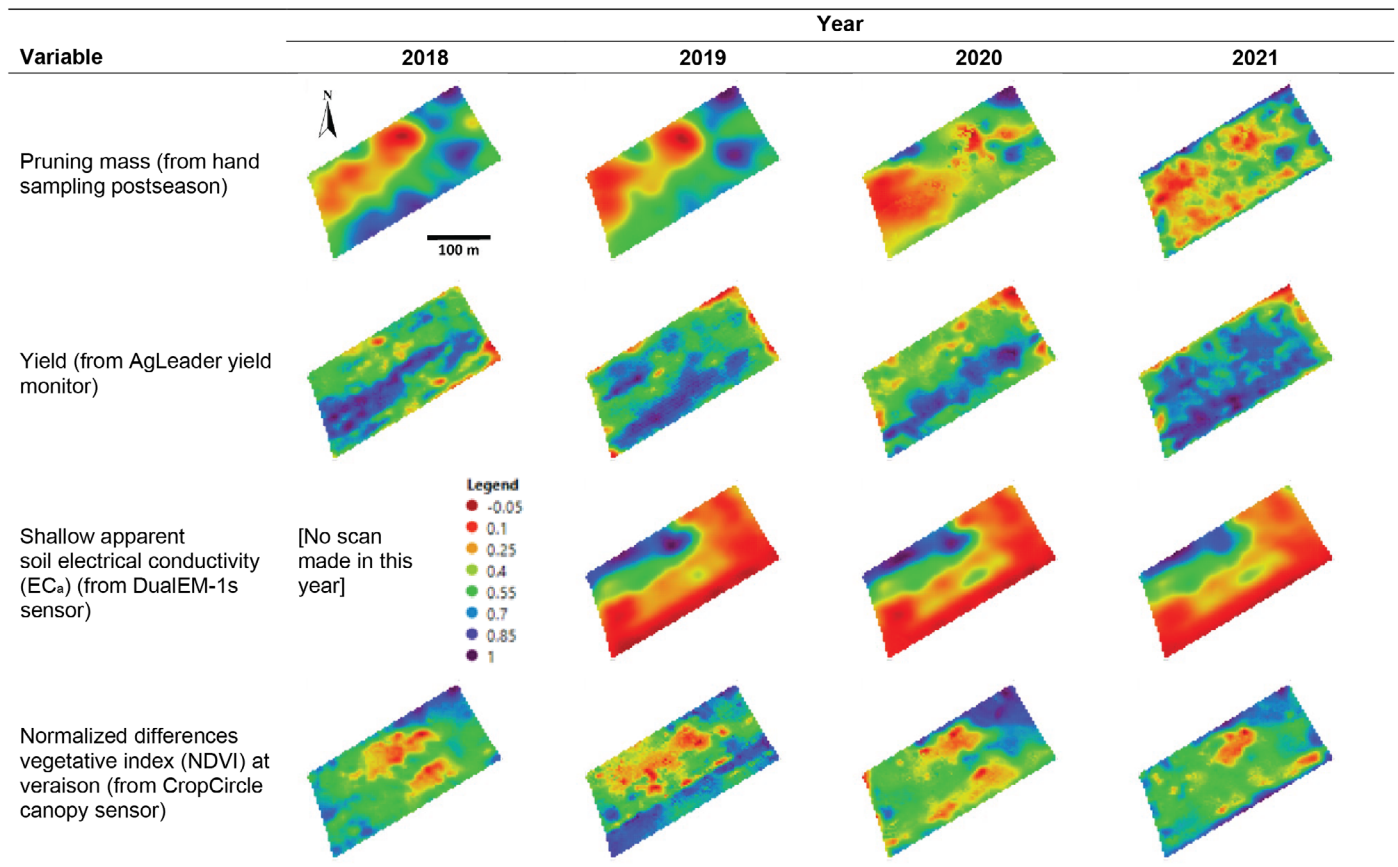 Year
Variable 2018 2019 2020 2021
N
Pruning mass (from hand
sampling postseason)
100 m
Yield (from AgLeader yield
monitor)
Shallow apparent
soil electrical conductivity
(ECₐ) (from DualEM-1s
sensor)
[No scan
made in this
year]
Legend
-0.05
0.1
0.25
0.4
0.55
0.7
0.85
1
Normalized differences
vegetative index (NDVI) at
veraison (from CropCircle
canopy sensor)